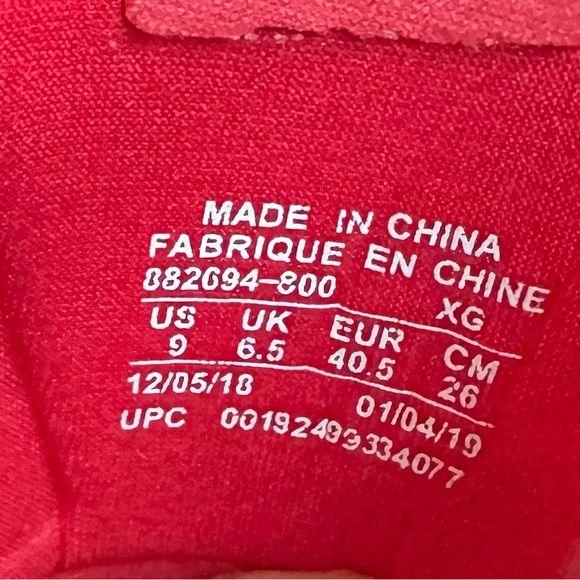 MADE IN CHINA
FABRIQUE EN CHINE
882694-800 XG
US UK EUR CM
9 6.5 40.5 26
12/05/18 01/04/19
UPC 00192499334077